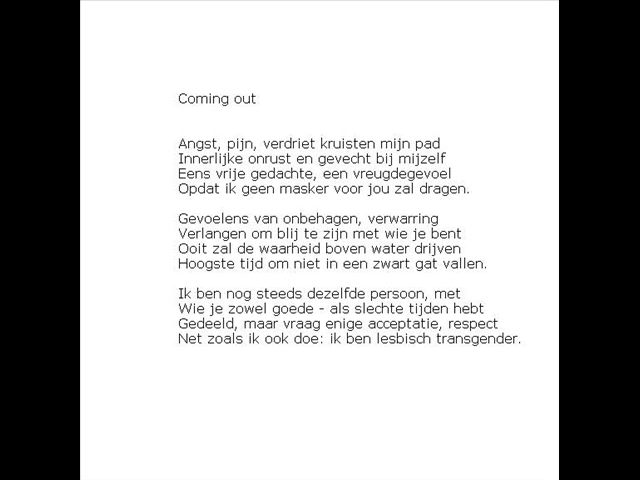 Coming out
Angst, pijn, verdriet kruisten mijn pad
Innerlijke onrust en gevecht bij mijzelf
Eens vrije gedachte, een vreugdegevoel
Opdat ik geen masker voor jou zal dragen.
Gevoelens van onbehagen, verwarring
Verlangen om blij te zijn met wie je bent
Ooit zal de waarheid boven water drijven
Hoogste tijd om niet in een zwart gat vallen.
Ik ben nog steeds dezelfde persoon, met
Wie je zowel goede - als slechte tijden hebt
Gedeeld, maar vraag enige acceptatie, respect
Net zoals ik ook doe: ik ben lesbisch transgender.